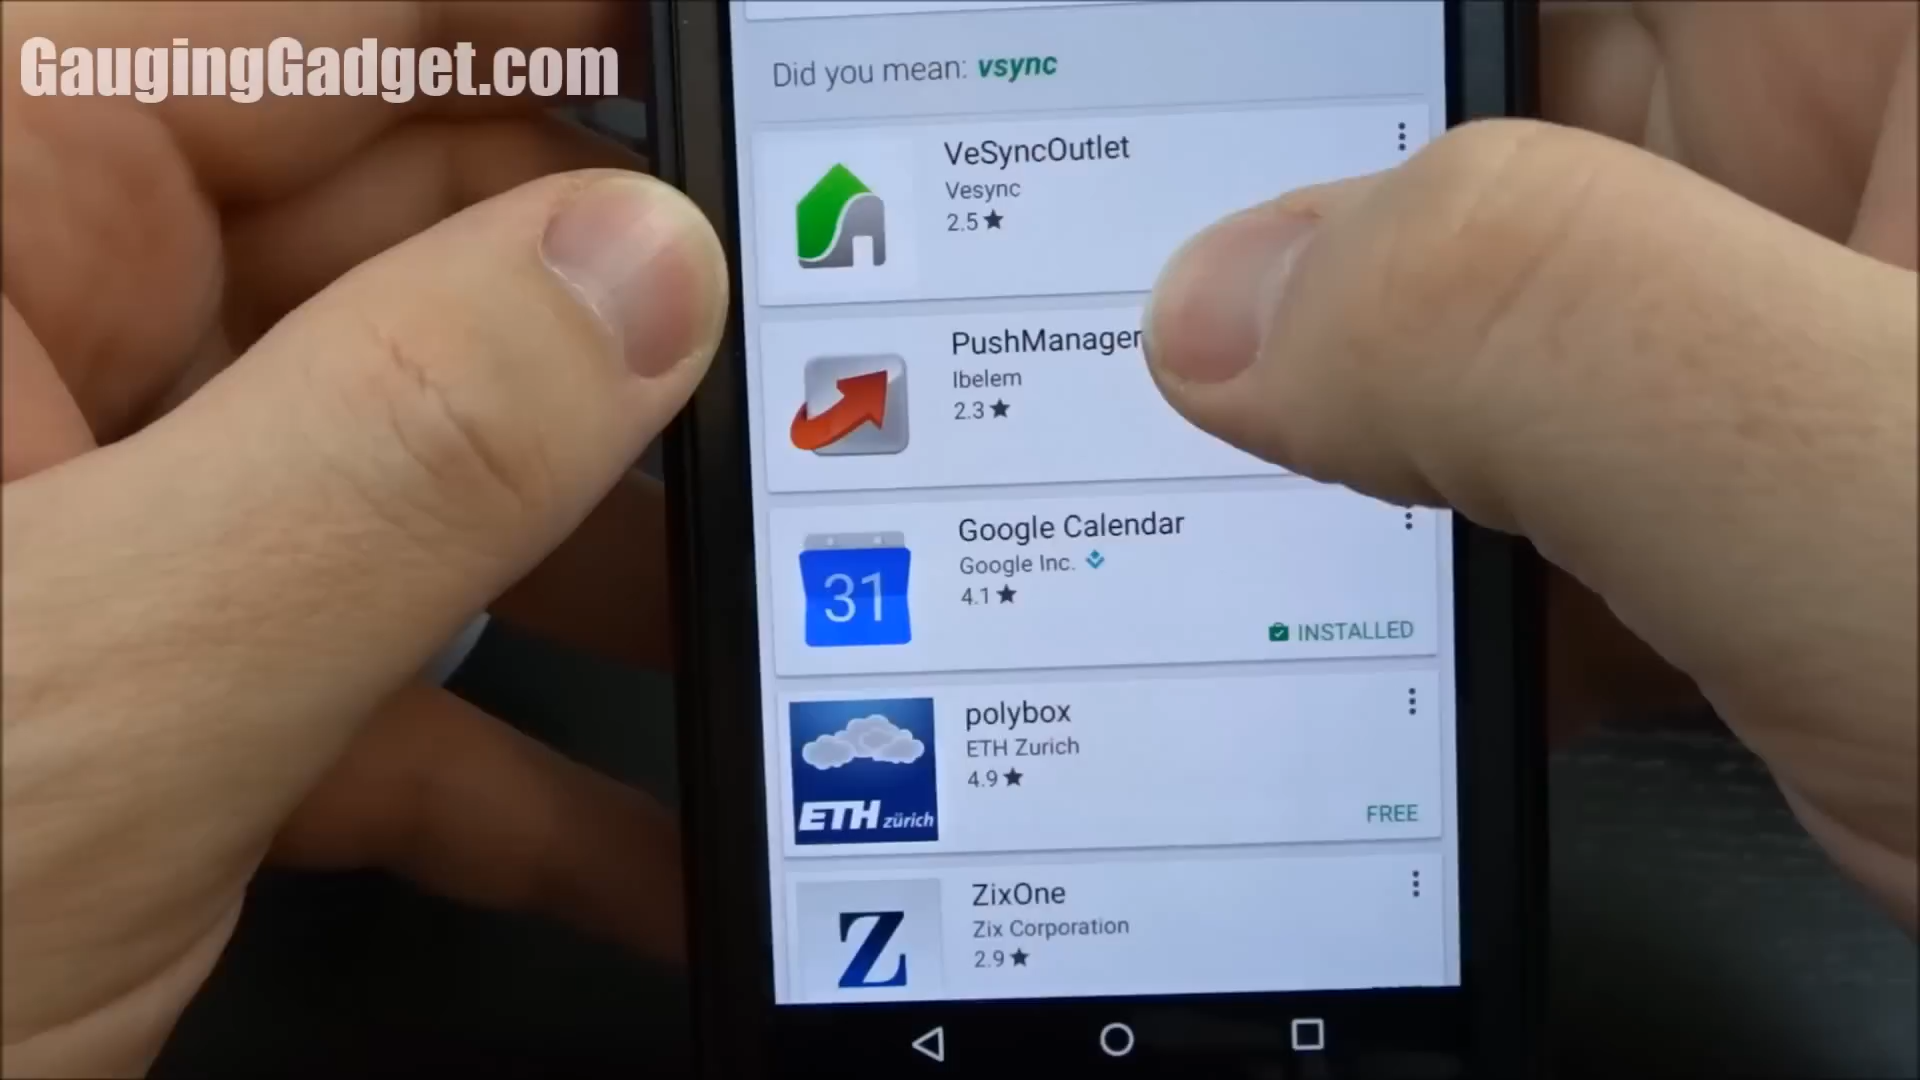 GaugingGadget.com
Did you mean: vsync
VeSyncOutlet
Vesync
2.5★
PushManager
Ibelem
2.3★
31
Google Calendar
Google Inc.
4.1★
INSTALLED
ETH zürich
polybox
ETH Zurich
4.9★
FREE
Z
ZixOne
Zix Corporation
2.9★